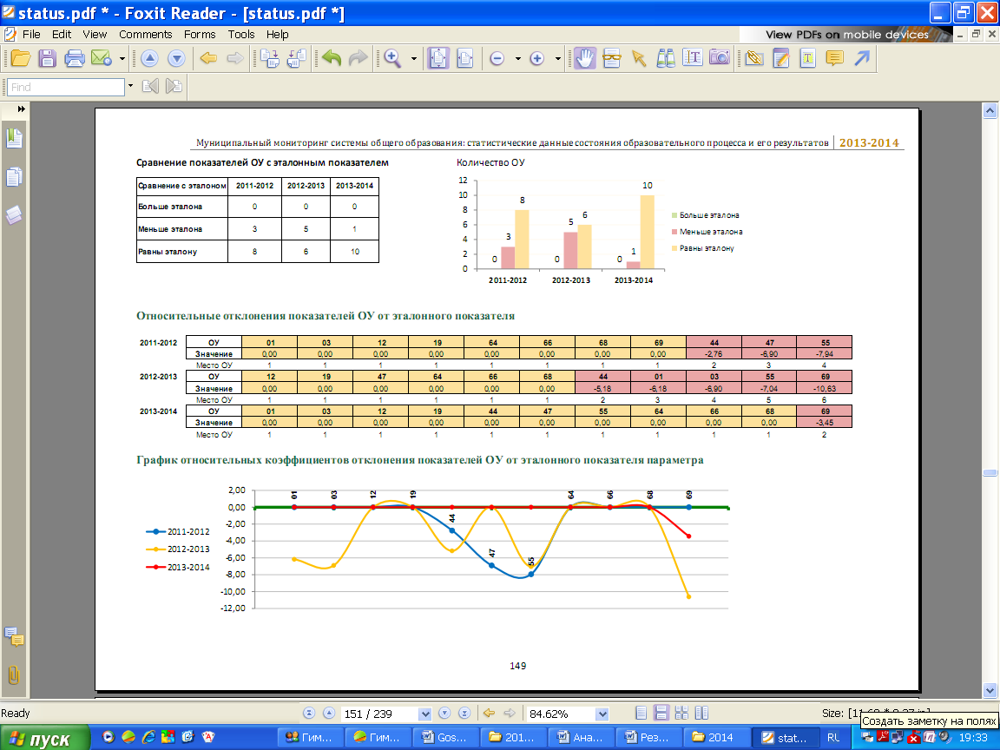 status.pdf * - Foxit Reader - [status.pdf *]
File Edit View Comments Forms Tools Help
View PDFs on mobile devices
Find
Муниципальный мониторинг системы общего образования: статистические данные состояния образовательного процесса и его результатов 2013-2014
Сравнение показателей ОУ с эталонным показателем
Количество ОУ
Сравнение с эталоном 2011-2012 2012-2013 2013-2014
Больше эталона 0 0 0
Меньше эталона 3 5 1
Равны эталону 8 6 10
12
10
8
6
4
2
0
0 3 8
0 5 6
0 1 10
2011-2012 2012-2013 2013-2014
Больше эталона
Меньше эталона
Равны эталону
Относительные отклонения показателей ОУ от эталонного показателя
2011-2012 ОУ 01 03 12 19 64 66 68 69 44 47 55
Значение 0,00 0,00 0,00 0,00 0,00 0,00 0,00 0,00 -2,76 -6,90 -7,94
Место ОУ 1 1 1 1 1 1 1 1 2 3 4
2012-2013 ОУ 12 19 47 64 66 68 44 01 03 55 69
Значение 0,00 0,00 0,00 0,00 0,00 0,00 -5,18 -6,18 -6,90 -7,04 -10,63
Место ОУ 1 1 1 1 1 1 2 3 4 5 6
2013-2014 ОУ 01 03 12 19 44 47 55 64 66 68 69
Значение 0,00 0,00 0,00 0,00 0,00 0,00 0,00 0,00 0,00 0,00 -3,45
Место ОУ 1 1 1 1 1 1 1 1 1 1 2
График относительных коэффициентов отклонения показателей ОУ от эталонного показателя параметра
2,00
0,00
-2,00
-4,00
-6,00
-8,00
-10,00
-12,00
01 03 12 19 44 47 55 64 66 68 69
2011-2012
2012-2013
2013-2014
149
Ready
151 / 239
84.62%
Size: [11.69 * 8.27 in]
Создать заметку на полях
пуск
Гим... Гим... Gos... 201... Ана... Рез... 2014 stat... RU 19:33